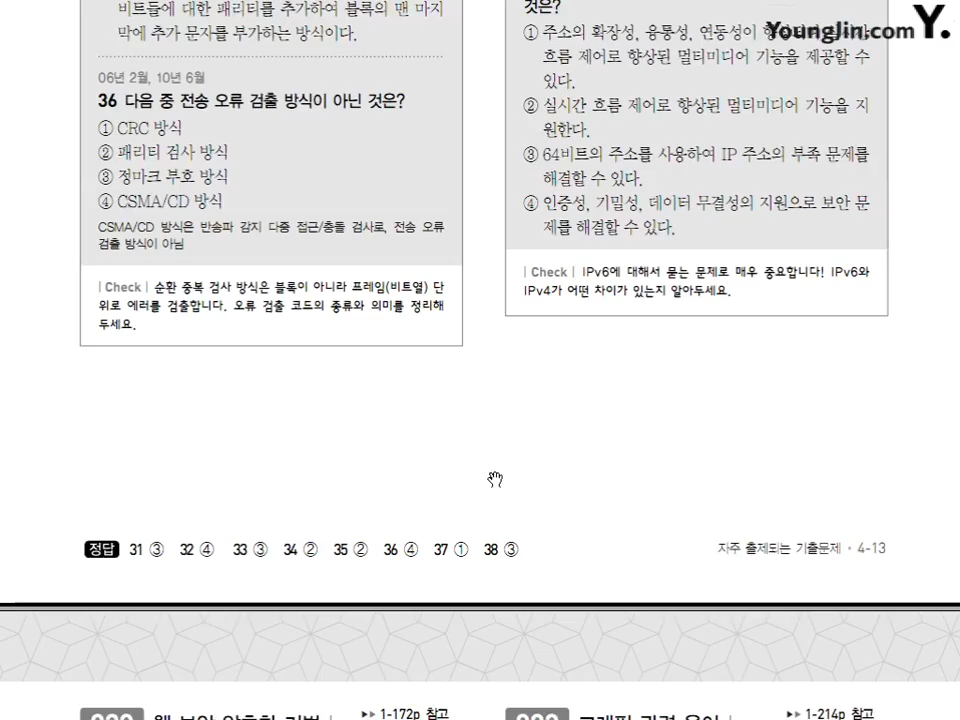 비트들에 대한 패리티를 추가하여 블록의 맨 마지
막에 추가 문자를 부가하는 방식이다.
06년 2월, 10년 6월
36 다음 중 전송 오류 검출 방식이 아닌 것은?
① CRC 방식
② 패리티 검사 방식
③ 정마크 부호 방식
④ CSMA/CD 방식
CSMA/CD 방식은 반송파 감지 다중 접근/충돌 검사로, 전송 오류
검출 방식이 아님
| Check | 순환 중복 검사 방식은 블록이 아니라 프레임(비트열) 단
위로 에러를 검출합니다. 오류 검출 코드의 종류와 의미를 정리해
두세요.
것은?
Younglin.com Y.
① 주소의 확장성, 융통성, 연동성이
흐름 제어로 향상된 멀티미디어 기능을 제공할 수
있다.
② 실시간 흐름 제어로 향상된 멀티미디어 기능을 지
원한다.
③ 64비트의 주소를 사용하여 IP 주소의 부족 문제를
해결할 수 있다.
④ 인증성, 기밀성, 데이터 무결성의 지원으로 보안 문
제를 해결할 수 있다.
| Check | IPv6에 대해서 묻는 문제로 매우 중요합니다! IPv6와
IPv4가 어떤 차이가 있는지 알아두세요.
정답 31 ③ 32 ④ 33 ③ 34 ② 35 ② 36 ④ 37 ① 38 ③
자주 출제되는 기출문제 • 4-13
▶▶ 1-172p 참고
▶▶ 1-214p 참고